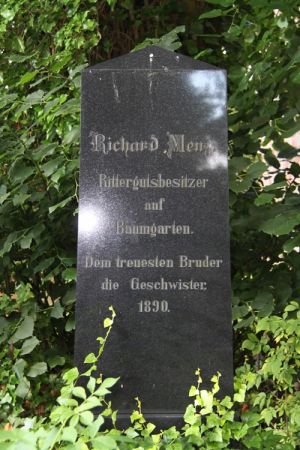 Richard Menz
Rittergutsbesitzer
auf
Baumgarten.
Dem treuesten Bruder
die Geschwister.
1890.